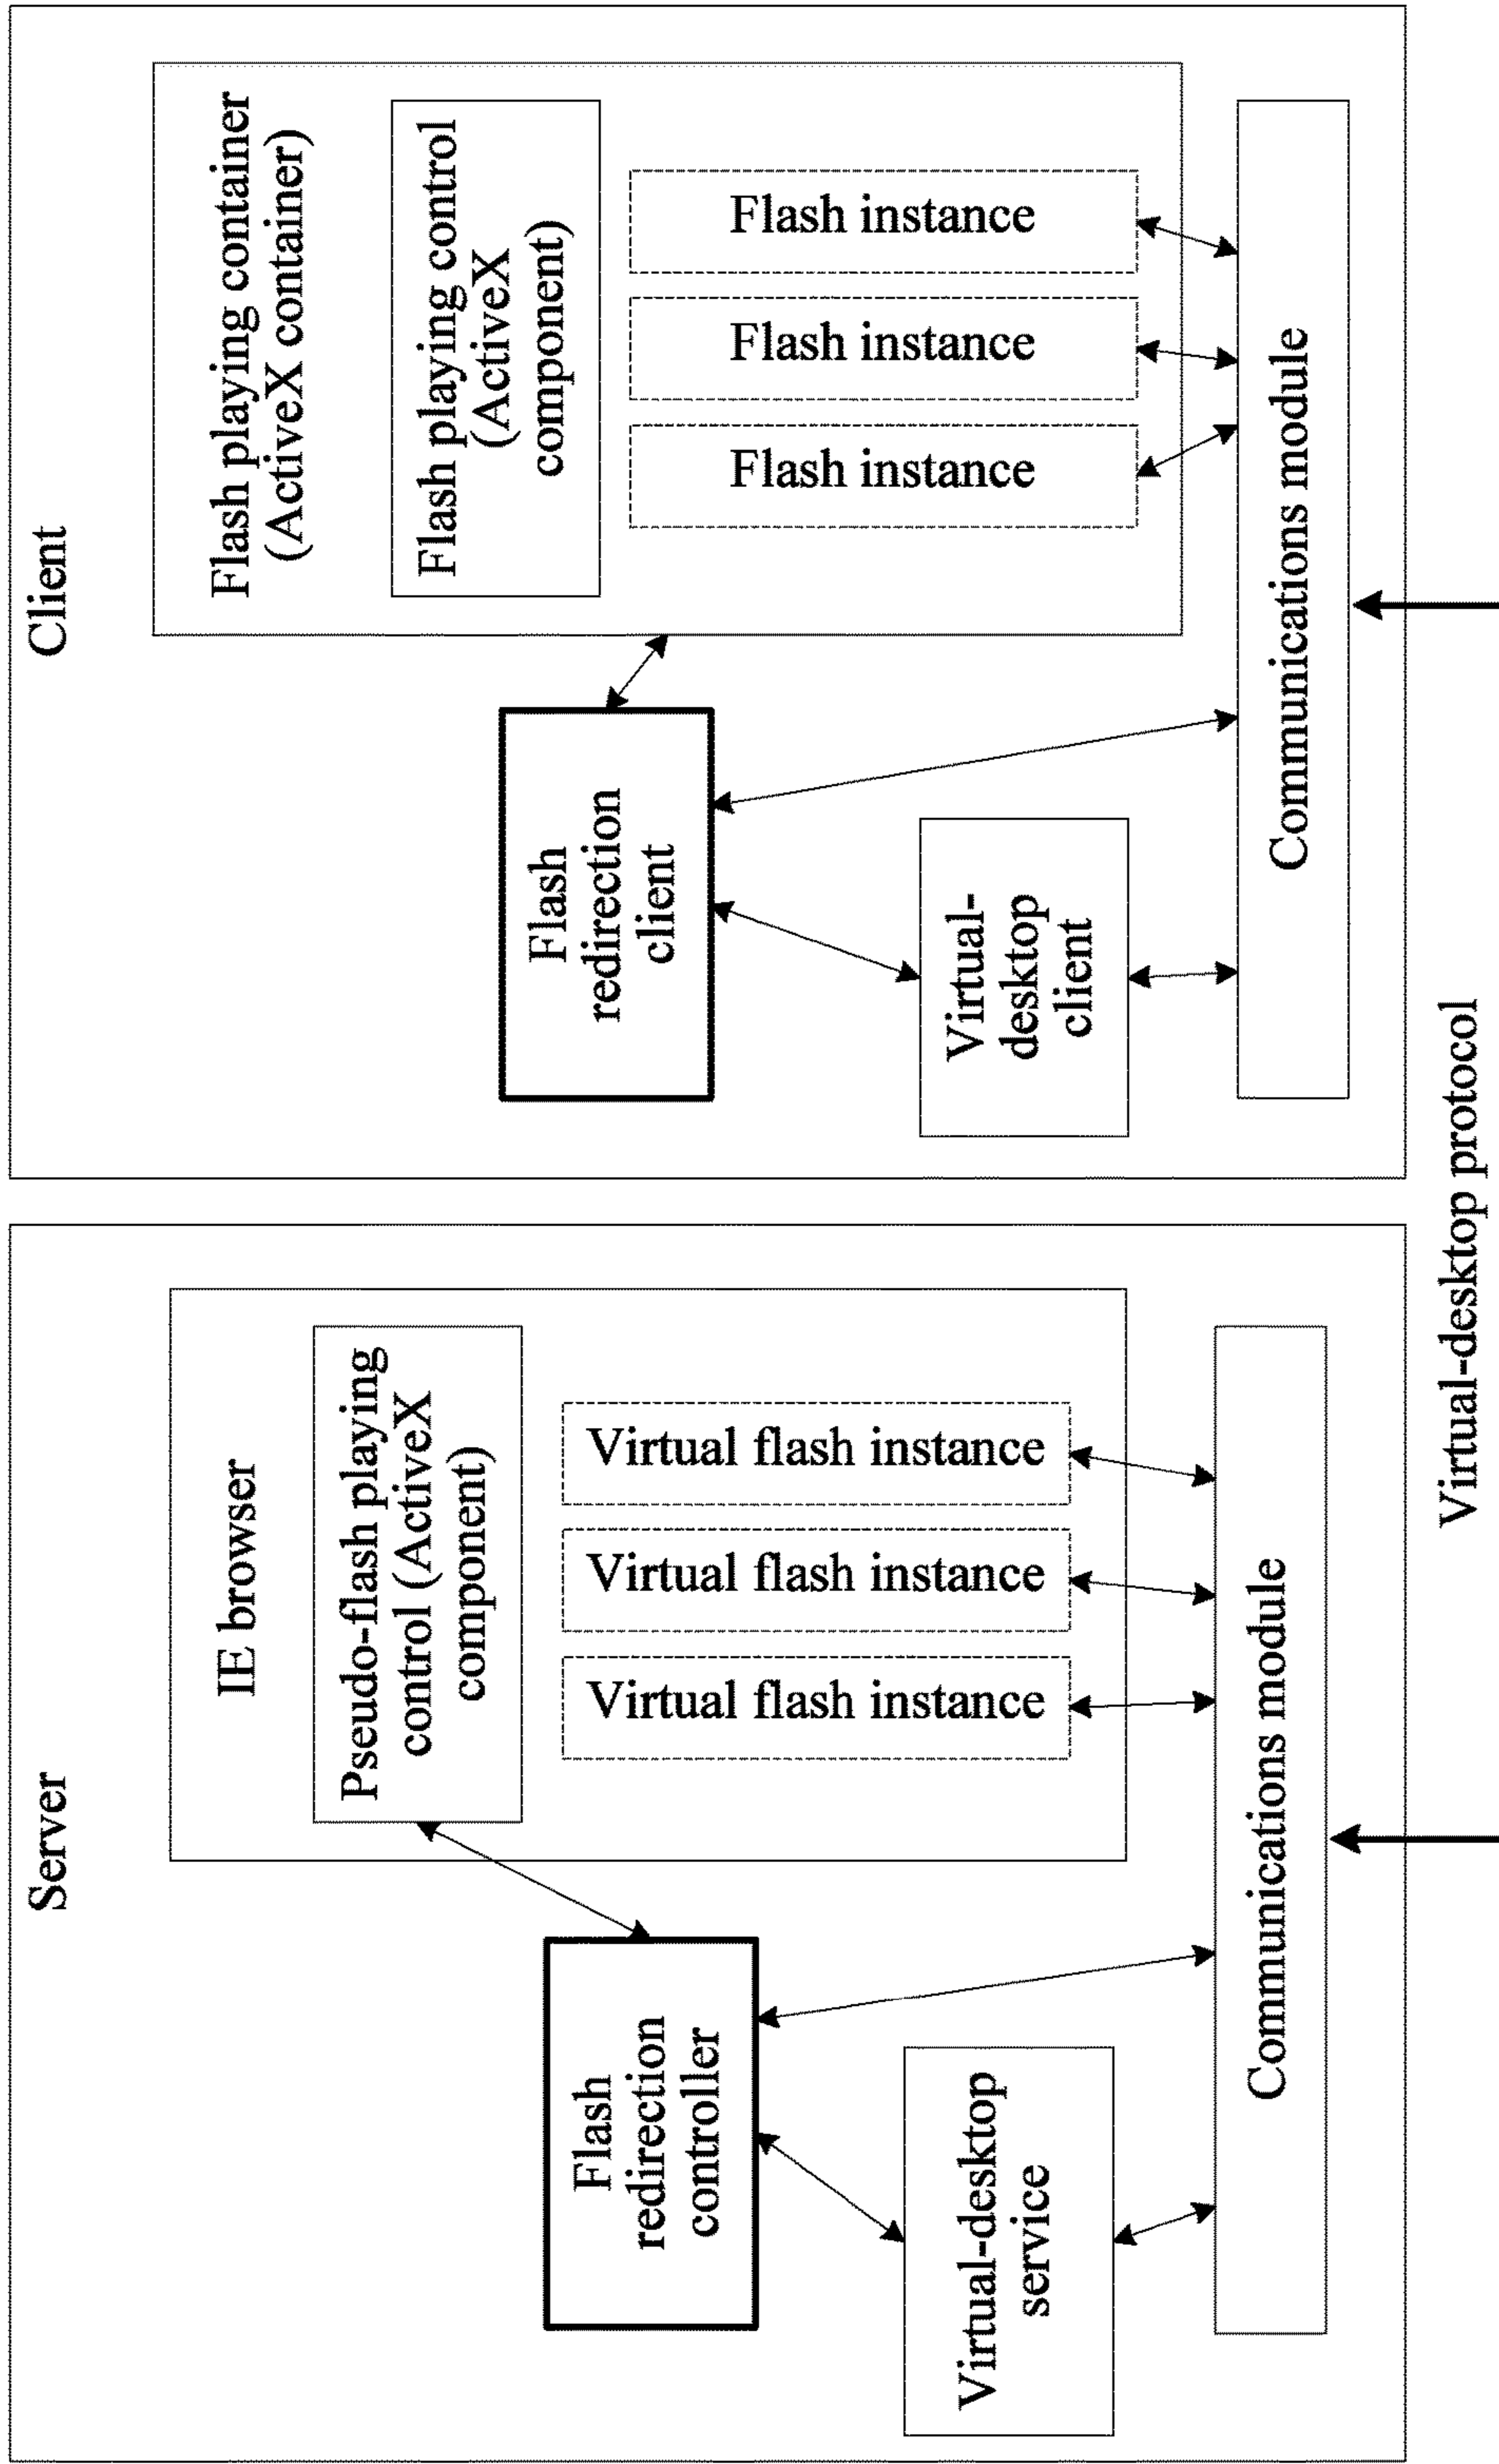 Server
IE browser
Pseudo-flash playing
control (ActiveX
component)
Virtual flash instance
Virtual flash instance
Virtual flash instance
Flash
redirection
controller
Virtual-desktop
service
Communications module
Client
Flash playing container
(ActiveX container)
Flash playing control
(ActiveX
component)
Flash instance
Flash instance
Flash instance
Flash
redirection
client
Virtual-
desktop
client
Communications module
Virtual-desktop protocol